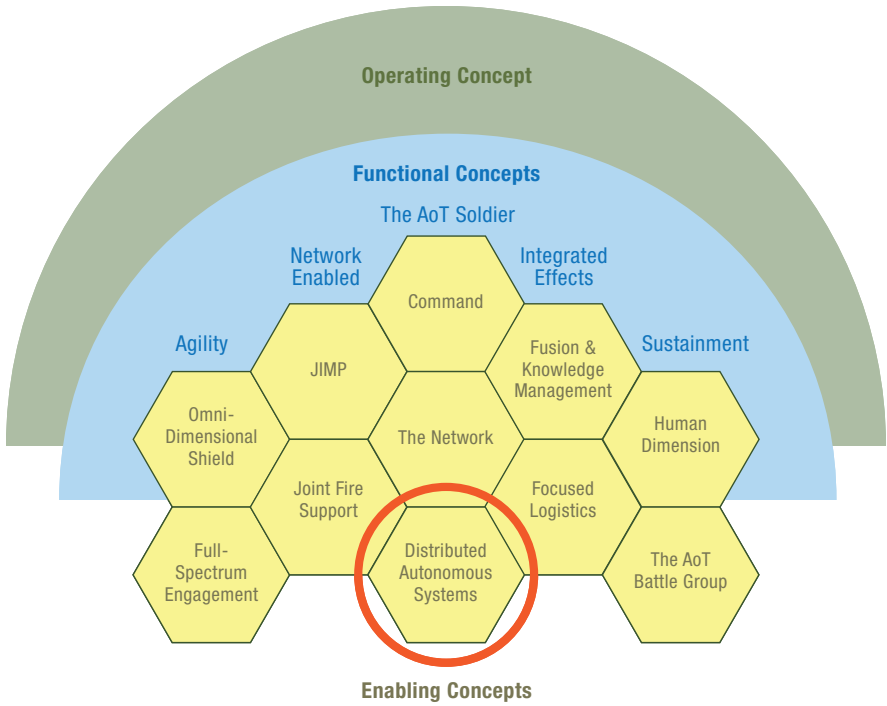 Operating Concept
Functional Concepts
The AoT Soldier
Network
Enabled
Integrated
Effects
Agility
Sustainment
Command
JIMP
Fusion &
Knowledge
Management
Omni-
Dimensional
Shield
The Network
Human
Dimension
Joint Fire
Support
Focused
Logistics
Full-
Spectrum
Engagement
Distributed
Autonomous
Systems
The AoT
Battle Group
Enabling Concepts